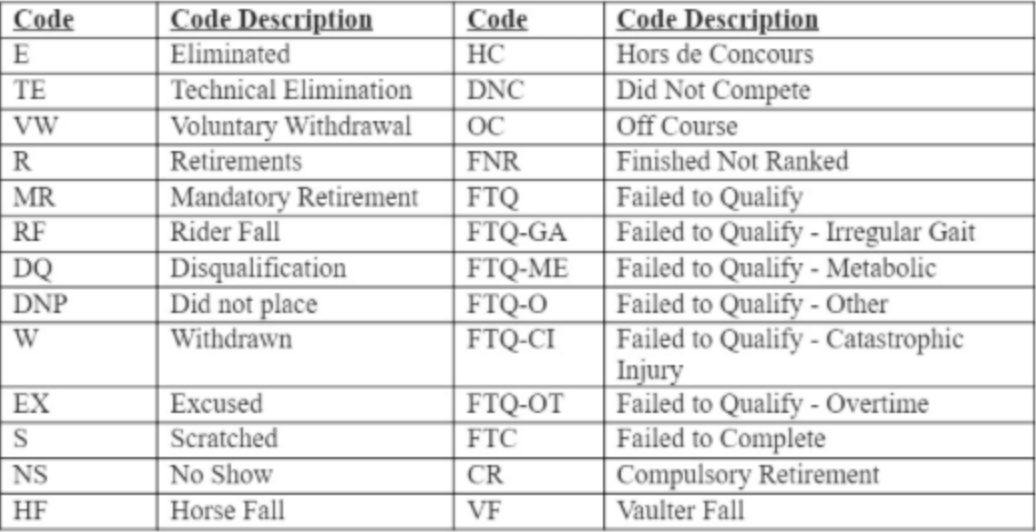 Code Code Description Code Code Description
E Eliminated HC Hors de Concours
TE Technical Elimination DNC Did Not Compete
VW Voluntary Withdrawal OC Off Course
R Retirements FNR Finished Not Ranked
MR Mandatory Retirement FTQ Failed to Qualify
RF Rider Fall FTQ-GA Failed to Qualify - Irregular Gait
DQ Disqualification FTQ-ME Failed to Qualify - Metabolic
DNP Did not place FTQ-O Failed to Qualify - Other
W Withdrawn FTQ-CI Failed to Qualify - Catastrophic
Injury
EX Excused FTQ-OT Failed to Qualify - Overtime
S Scratched FTC Failed to Complete
NS No Show CR Compulsory Retirement
HF Horse Fall VF Vaulter Fall